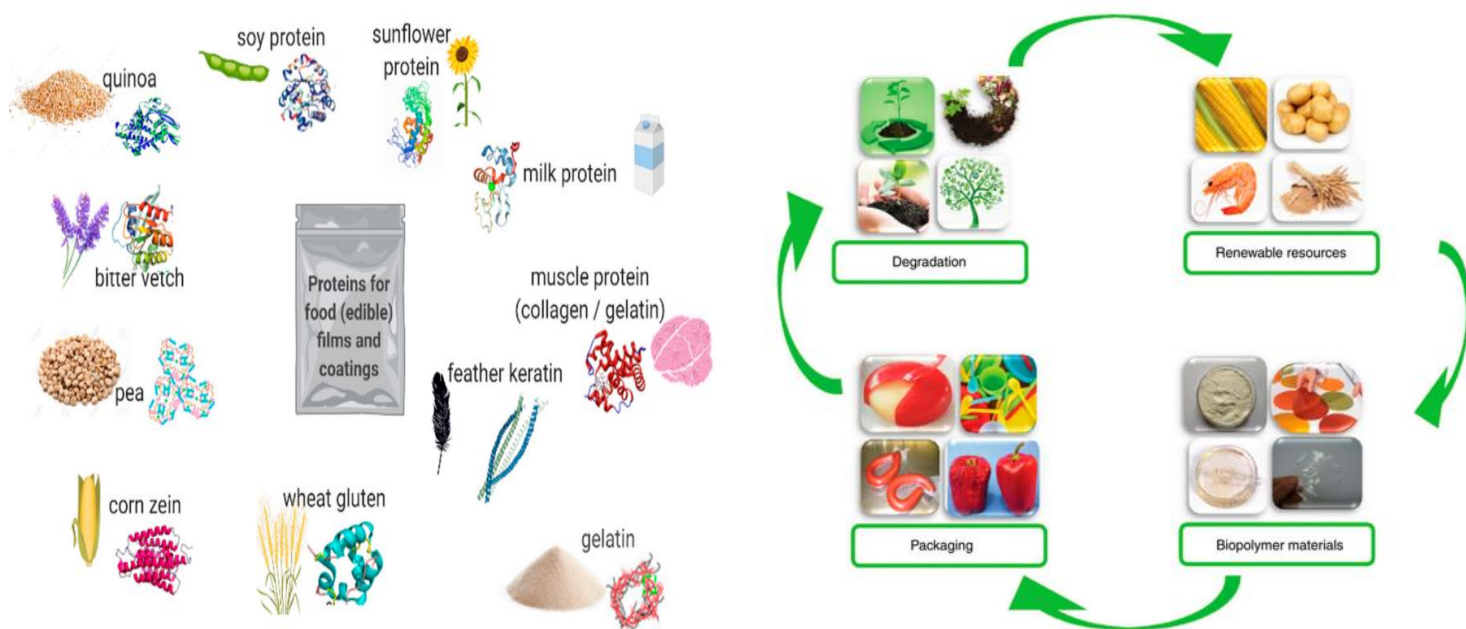 soy protein
sunflower
protein
quinoa
milk protein
bitter vetch
Proteins for
food (edible)
films and
coatings
muscle protein
(collagen / gelatin)
pea
feather keratin
corn zein
wheat gluten
gelatin
Degradation
Renewable resources
Packaging
Biopolymer materials